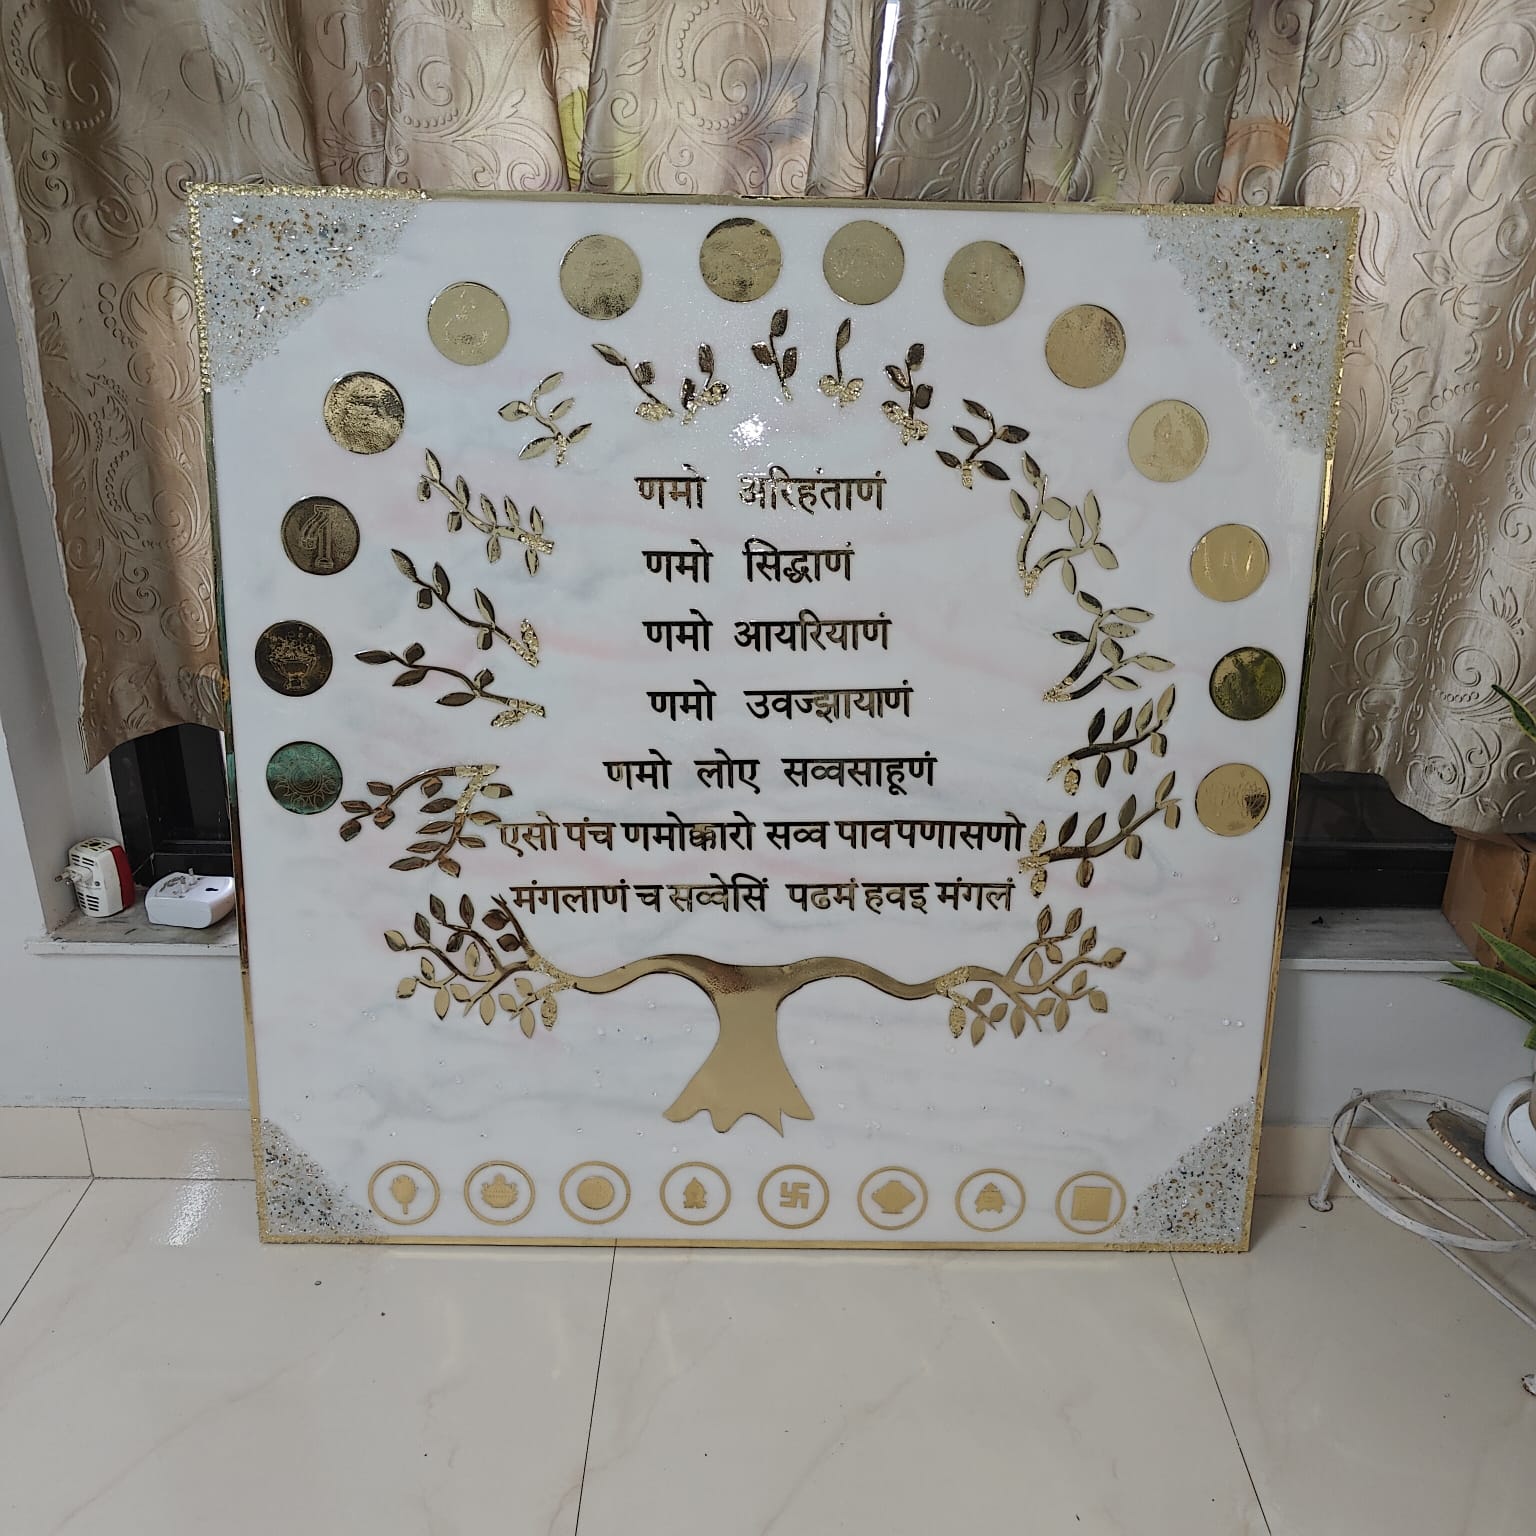 णमो अरिहंताणं
णमो सिद्धाणं
णमो आयरियाणं
णमो उवज्झायाणं
णमो लोए सव्वसाहूणं
एसो पंच णमोक्कारो सव्व पावपणासणो
मंगलाणं च सव्वेसिं पढमं हवइ मंगलं